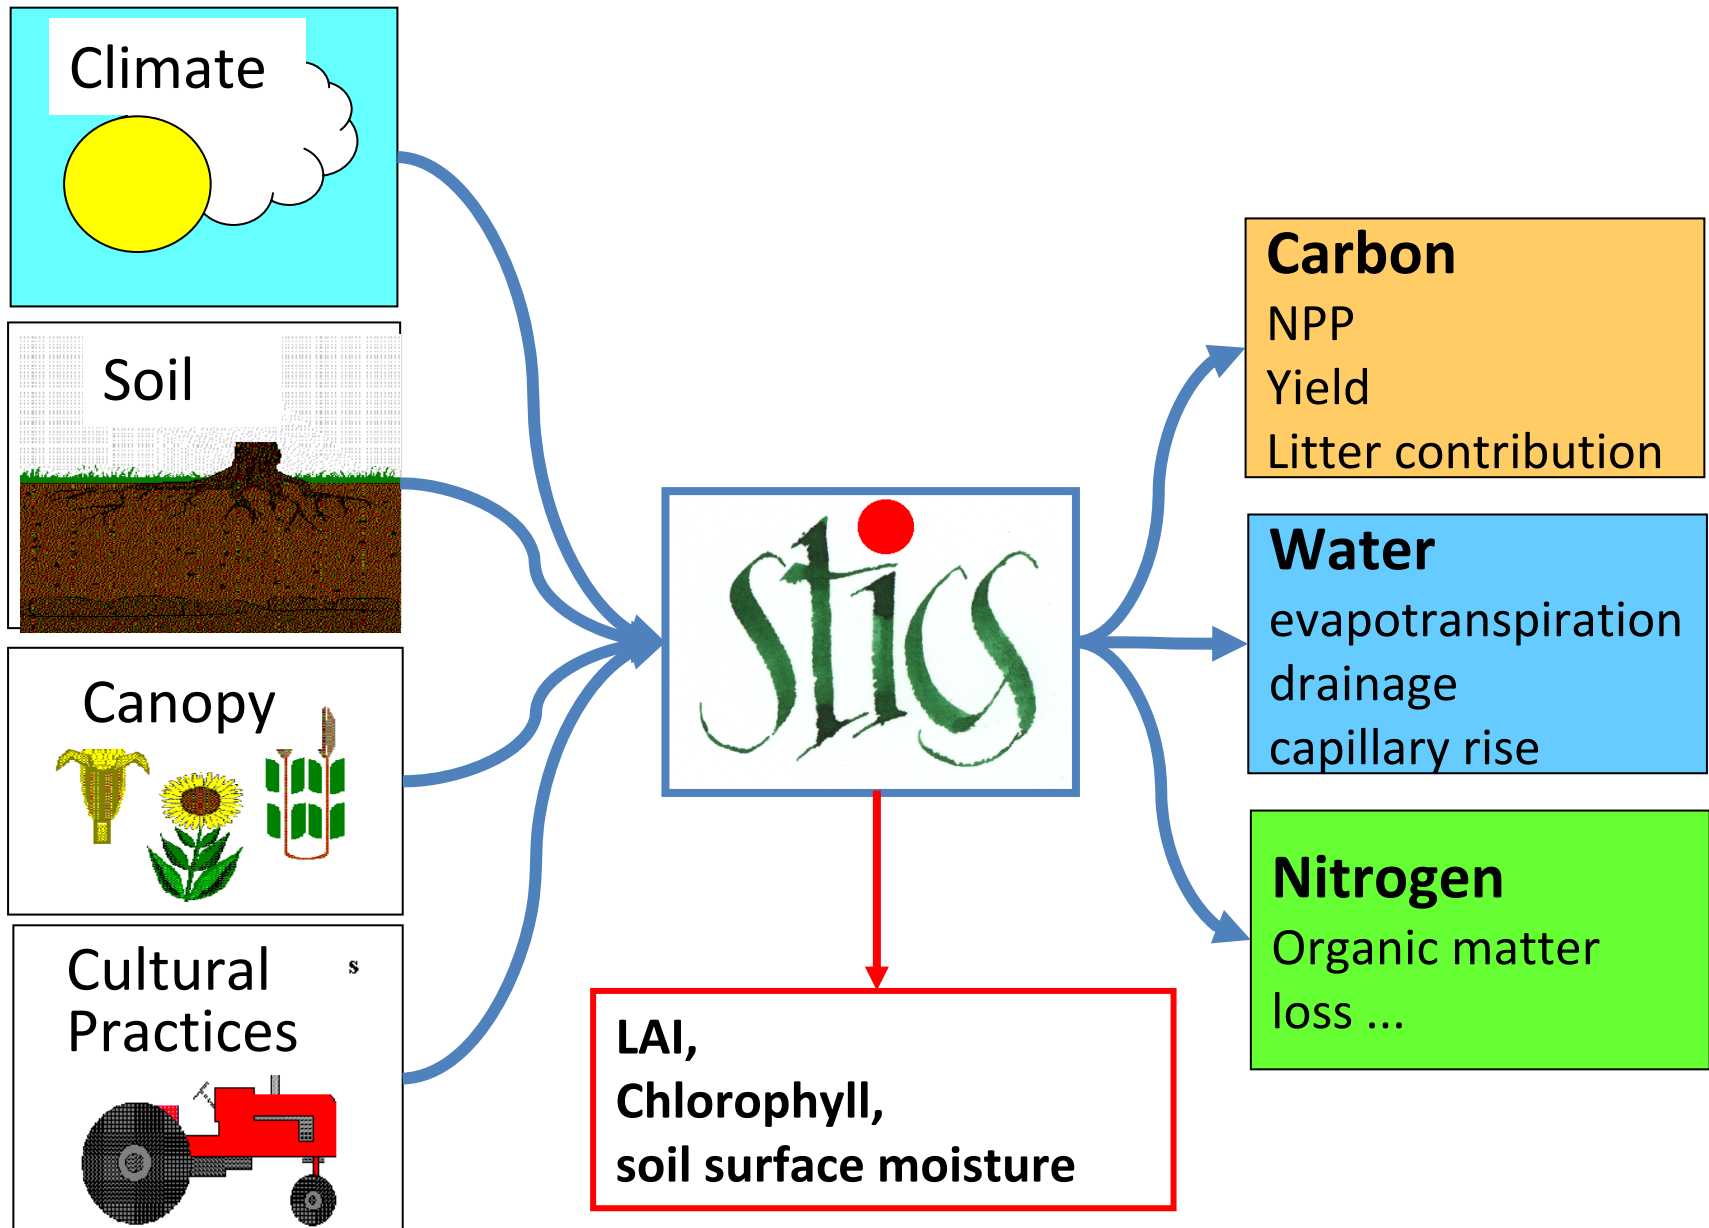 Climate
Soil
Canopy
Cultural s
Practices
stics
LAI,
Chlorophyll,
soil surface moisture
Carbon
NPP
Yield
Litter contribution
Water
evapotranspiration
drainage
capillary rise
Nitrogen
Organic matter
loss ...